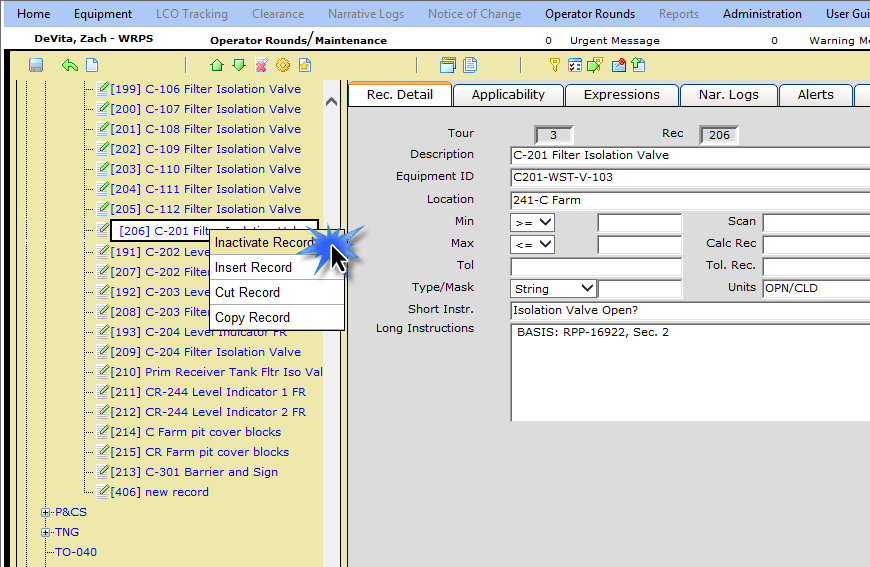 Home Equipment LCO Tracking Clearance Narrative Logs Notice of Change Operator Rounds Reports Administration User Gui
DeVita, Zach - WRPS Operator Rounds/Maintenance 0 Urgent Message 0 Warning Me
[199] C-106 Filter Isolation Valve
[200] C-107 Filter Isolation Valve
[201] C-108 Filter Isolation Valve
[202] C-109 Filter Isolation Valve
[203] C-110 Filter Isolation Valve
[204] C-111 Filter Isolation Valve
[205] C-112 Filter Isolation Valve
[206] C-201 Filt
[191] C-202 Leve
[207] C-202 Filter
[192] C-203 Level
[208] C-203 Filter
[193] C-204 Level Indicator FR
[209] C-204 Filter Isolation Valve
[210] Prim Receiver Tank Fltr Iso Val
[211] CR-244 Level Indicator 1 FR
[212] CR-244 Level Indicator 2 FR
[214] C Farm pit cover blocks
[215] CR Farm pit cover blocks
[213] C-301 Barrier and Sign
[406] new record
P&CS
TNG
TO-040
Inactivate Record
Insert Record
Cut Record
Copy Record
Rec. Detail Applicability Expressions Nar. Logs Alerts
Tour 3 Rec 206
Description C-201 Filter Isolation Valve
Equipment ID C201-WST-V-103
Location 241-C Farm
Min >= Scan
Max <= Calc Rec
Tol Tol. Rec.
Type/Mask String Units OPN/CLD
Short Instr. Isolation Valve Open?
Long Instructions BASIS: RPP-16922, Sec. 2